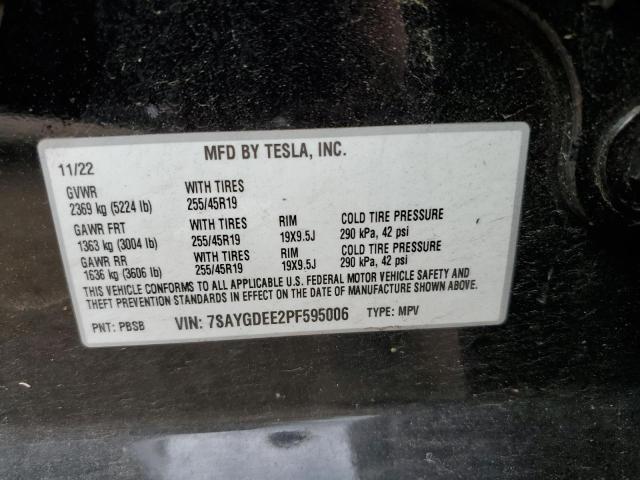 MFD BY TESLA, INC.
11/22
GVWR WITH TIRES
2369 kg (5224 lb) 255/45R19
GAWR FRT WITH TIRES RIM COLD TIRE PRESSURE
1363 kg (3004 lb) 255/45R19 19X9.5J 290 kPa, 42 psi
GAWR RR WITH TIRES RIM COLD TIRE PRESSURE
1636 kg (3606 lb) 255/45R19 19X9.5J 290 kPa, 42 psi
THIS VEHICLE CONFORMS TO ALL APPLICABLE U.S. FEDERAL MOTOR VEHICLE SAFETY AND
THEFT PREVENTION STANDARDS IN EFFECT ON THE DATE OF MANUFACTURE SHOWN ABOVE.
PNT: PBSB VIN: 7SAYGDEE2PF595006 TYPE: MPV